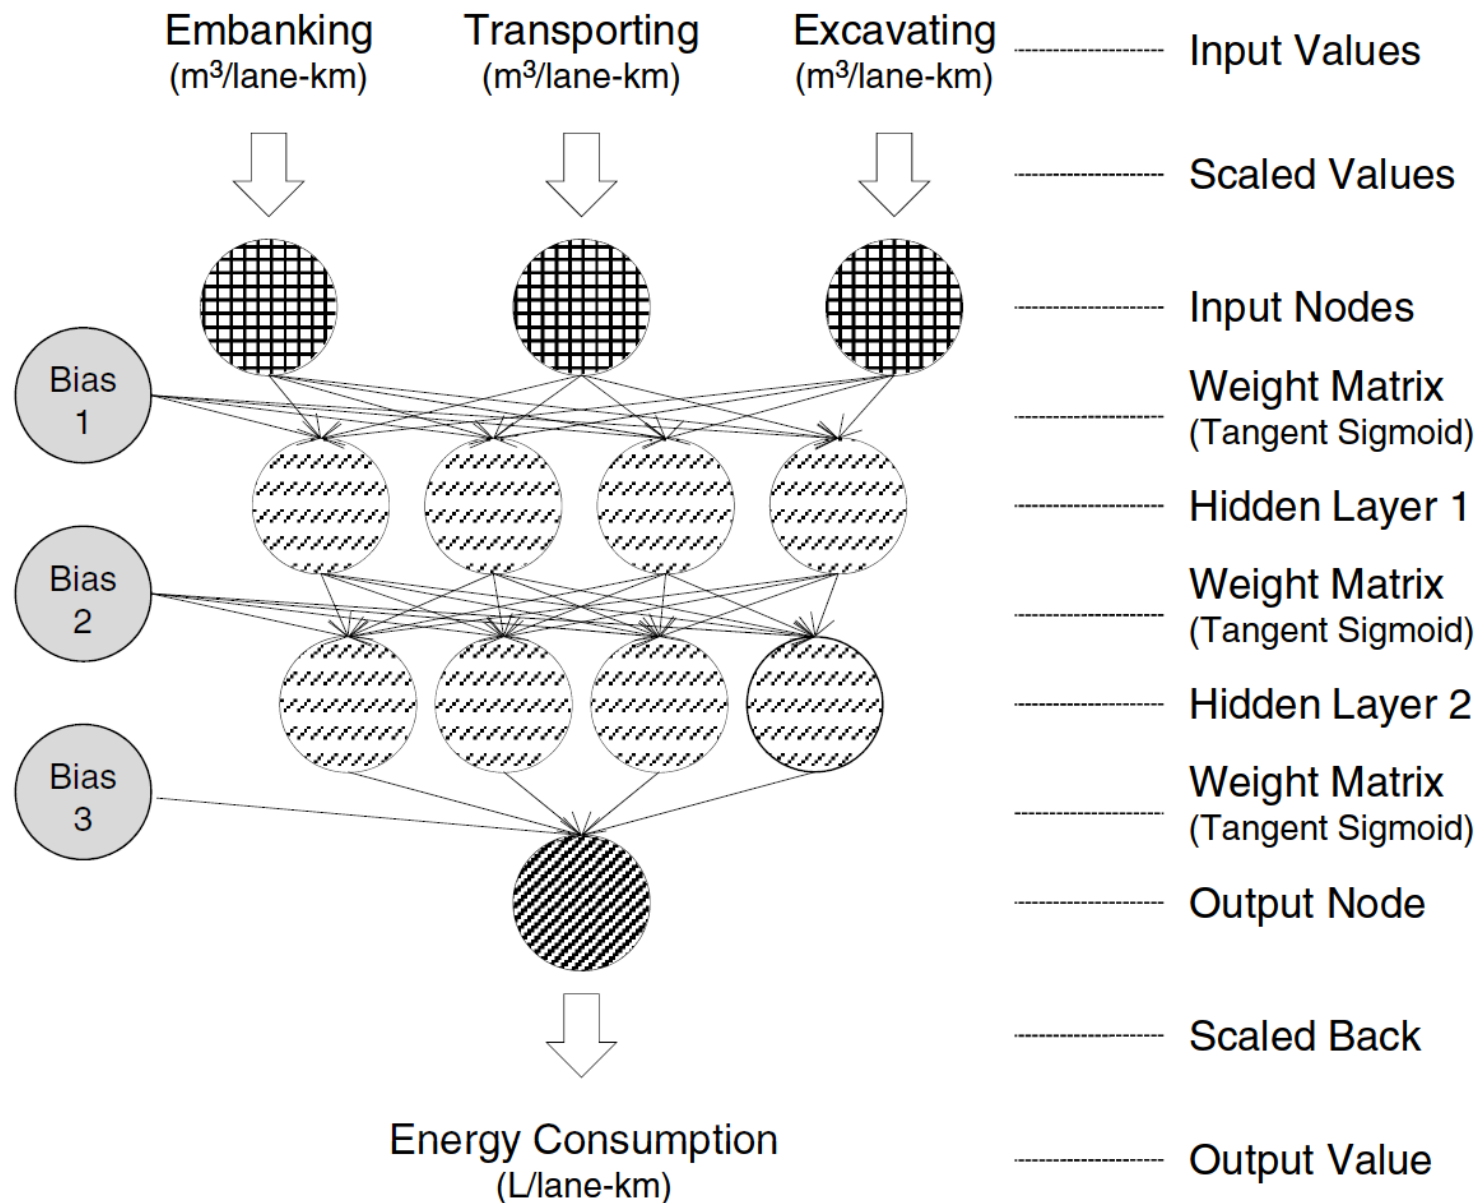 Embanking Transporting Excavating Input Values
(m³/lane-km) (m³/lane-km) (m³/lane-km)
Scaled Values
Input Nodes
Bias
1
Weight Matrix
(Tangent Sigmoid)
Hidden Layer 1
Bias
2
Weight Matrix
(Tangent Sigmoid)
Hidden Layer 2
Bias
3
Weight Matrix
(Tangent Sigmoid)
Output Node
Scaled Back
Energy Consumption
(L/lane-km)
Output Value